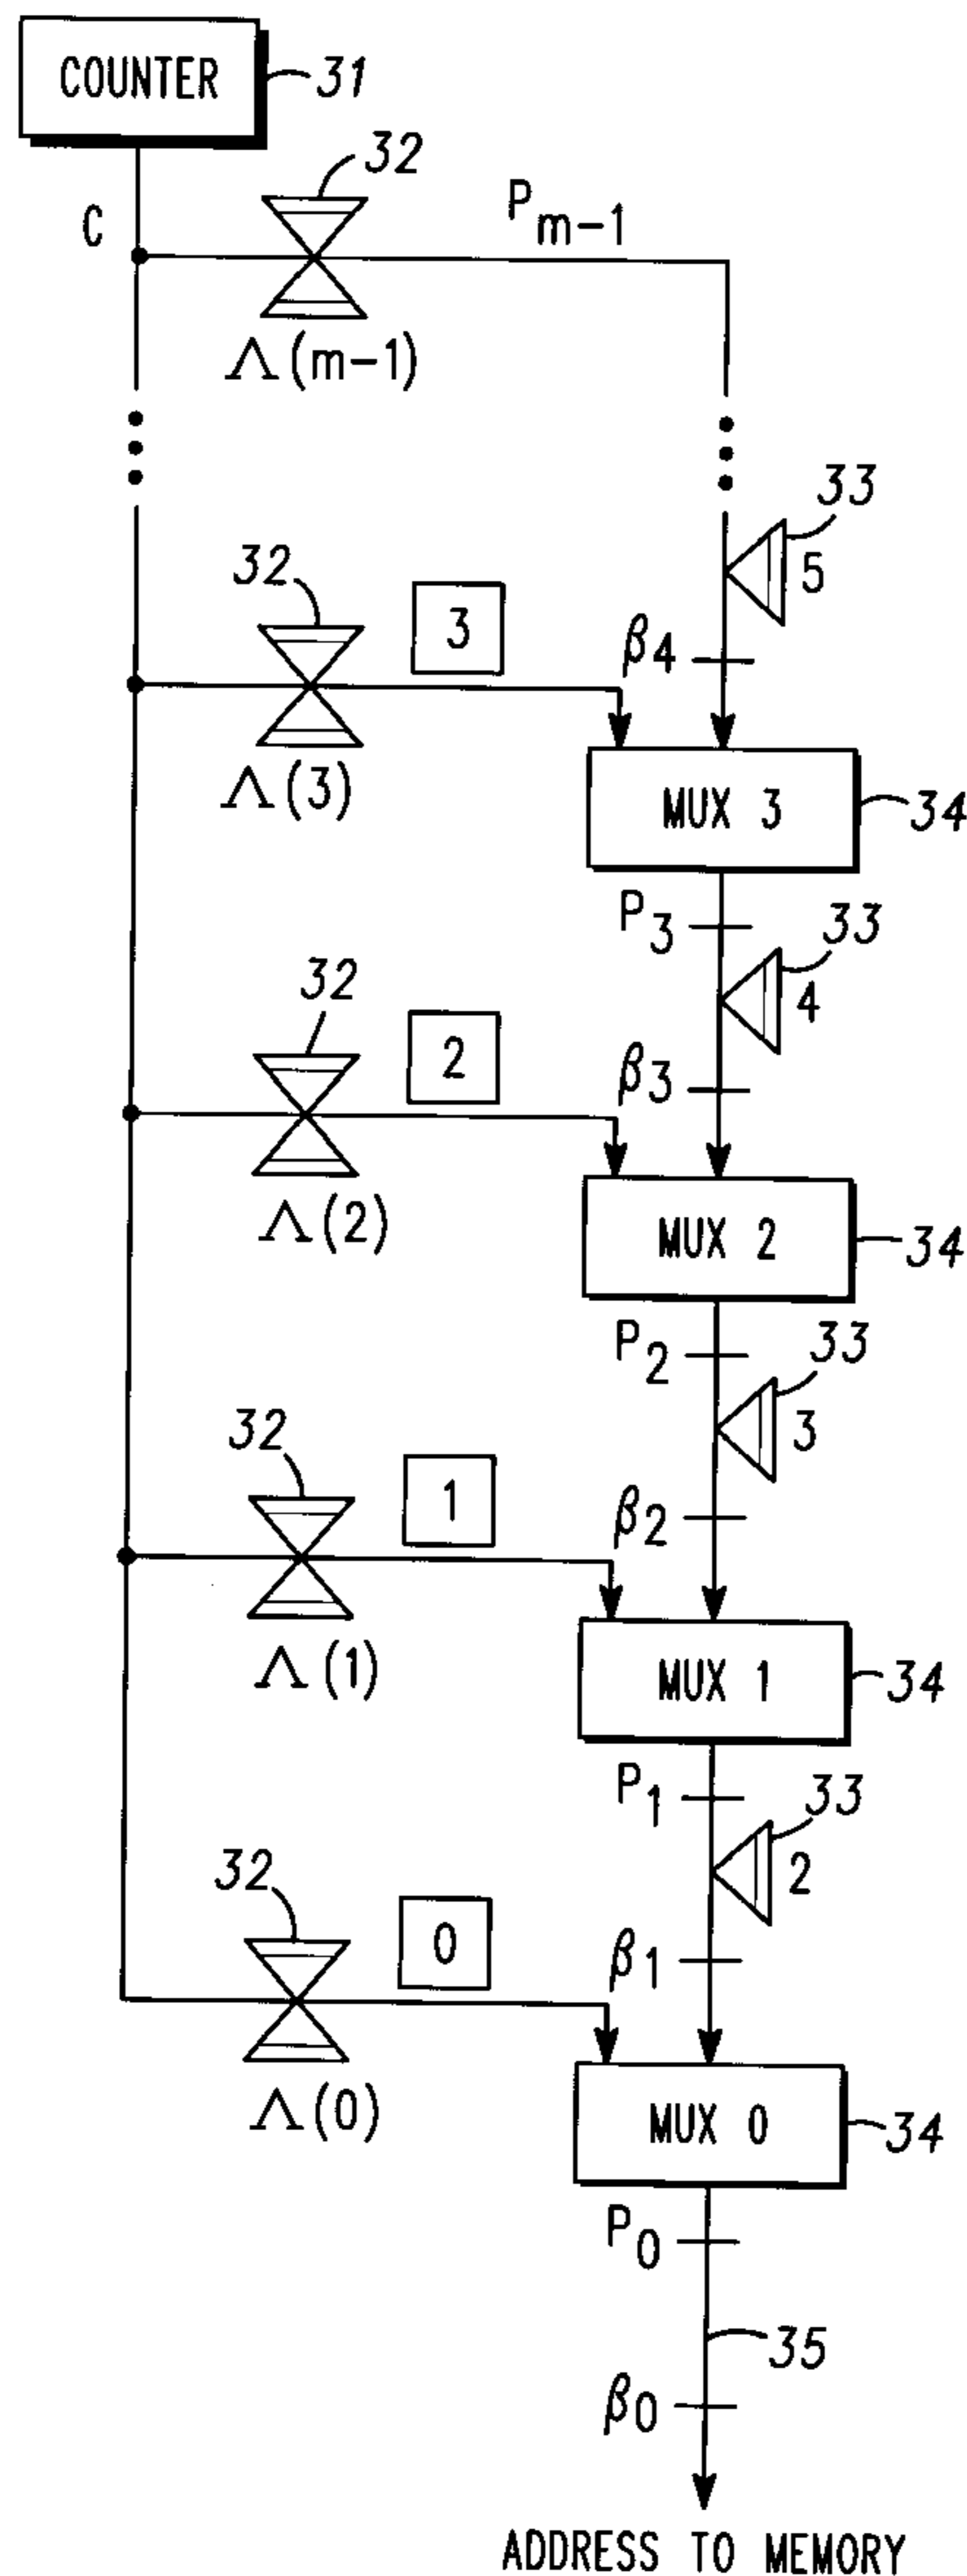 COUNTER 31
32
C
P m-1
Λ(m-1)
33
5
32
3
β4
Λ(3)
MUX 3 34
P3
33
4
32
2
β3
Λ(2)
MUX 2 34
P2
33
3
32
1
β2
Λ(1)
MUX 1 34
P1
33
2
32
0
β1
Λ(0)
MUX 0 34
P0
35
β0
ADDRESS TO MEMORY